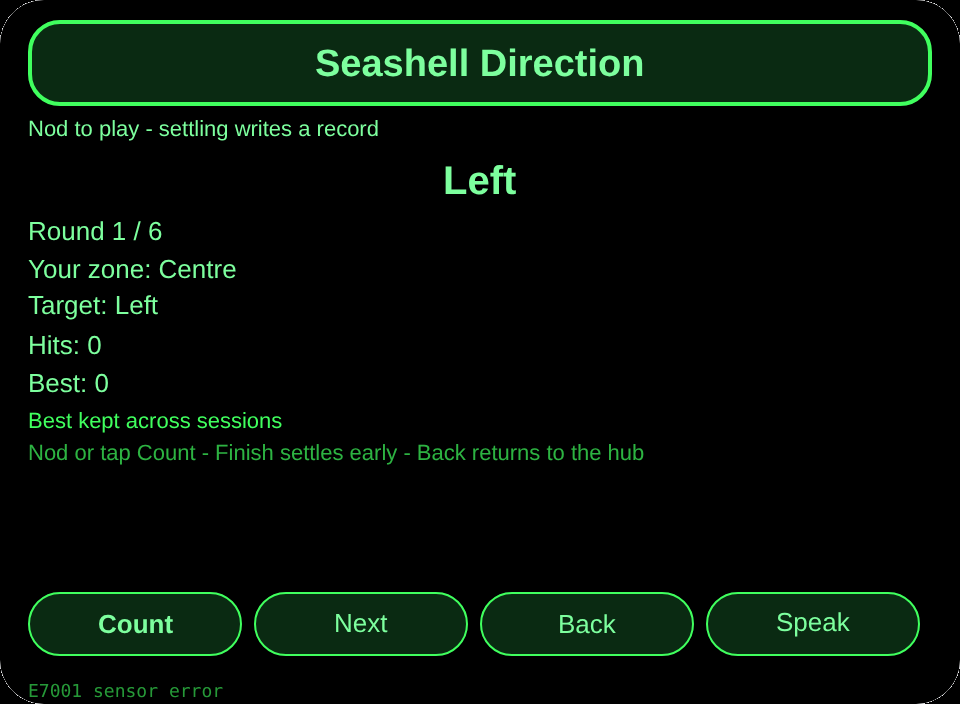 Seashell Direction
Nod to play - settling writes a record
Left
Round 1 / 6
Your zone: Centre
Target: Left
Hits: 0
Best: 0
Best kept across sessions
Nod or tap Count - Finish settles early - Back returns to the hub
Count
Next
Back
Speak
E7001 sensor error